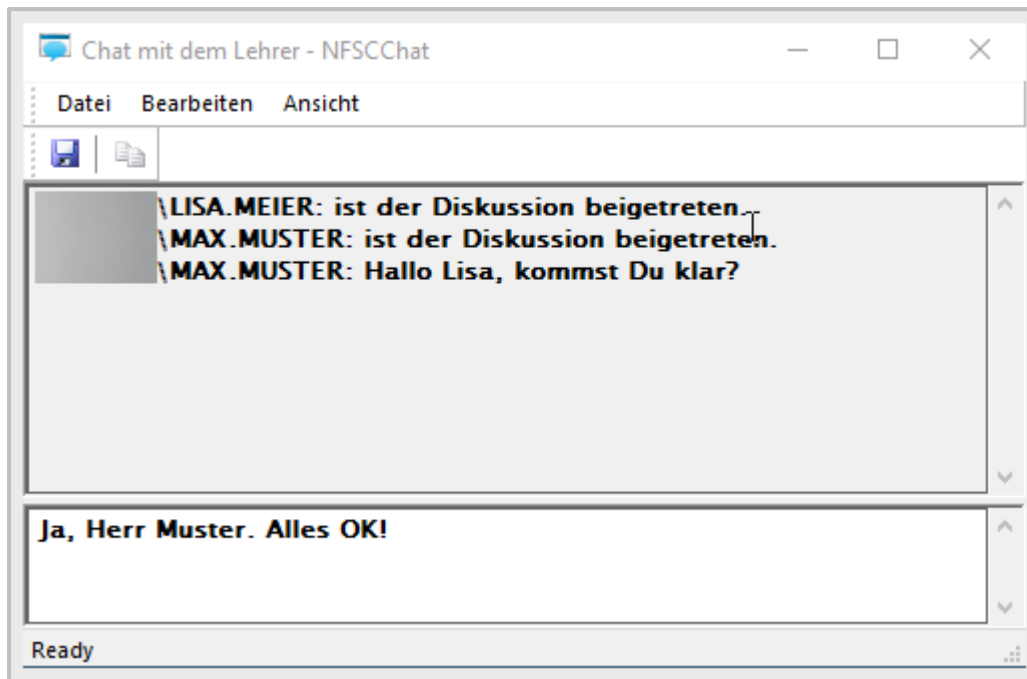 Chat mit dem Lehrer - NFSCChat
Datei Bearbeiten Ansicht
\LISA.MEIER: ist der Diskussion beigetreten.
\MAX.MUSTER: ist der Diskussion beigetreten.
\MAX.MUSTER: Hallo Lisa, kommst Du klar?
Ja, Herr Muster. Alles OK!
Ready